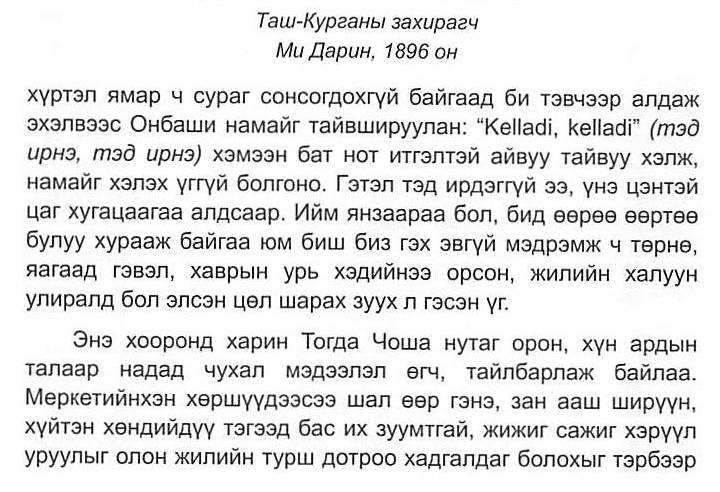 Таш-Курганы захирагч
Ми Дарин, 1896 он
хүртэл ямар ч сураг сонсогдохгүй байгаад би тэвчээр алдаж
эхэлвээс Онбаши намайг тайвшируулан: “Kelladi, kelladi” (тэд
ирнэ, тэд ирнэ) хэмээн бат нот итгэлтэй айвуу тайвуу хэлж,
намайг хэлэх үггүй болгоно. Гэтэл тэд ирдэггүй ээ, үнэ цэнтэй
цаг хугацаагаа алдсаар. Ийм янзаараа бол, бид өөрөө өөртөө
булуу хурааж байгаа юм биш биз гэх эвгүй мэдрэмж ч төрнө,
яагаад гэвэл, хаврын урь хэдийнээ орсон, жилийн халуун
улиралд бол элсэн цөл шарах зуух л гэсэн үг.
Энэ хооронд харин Тогда Чоша нутаг орон, хүн ардын
талаар надад чухал мэдээлэл өгч, тайлбарлаж байлаа.
Меркетийнхэн хөршүүдээсээ шал өөр гэнэ, зан ааш ширүүн,
хүйтэн хөндийдүү тэгээд бас их зуумтгай, жижиг сажиг хэрүүл
уруулыг олон жилийн турш дотроо хадгалдаг болохыг тэрбээр